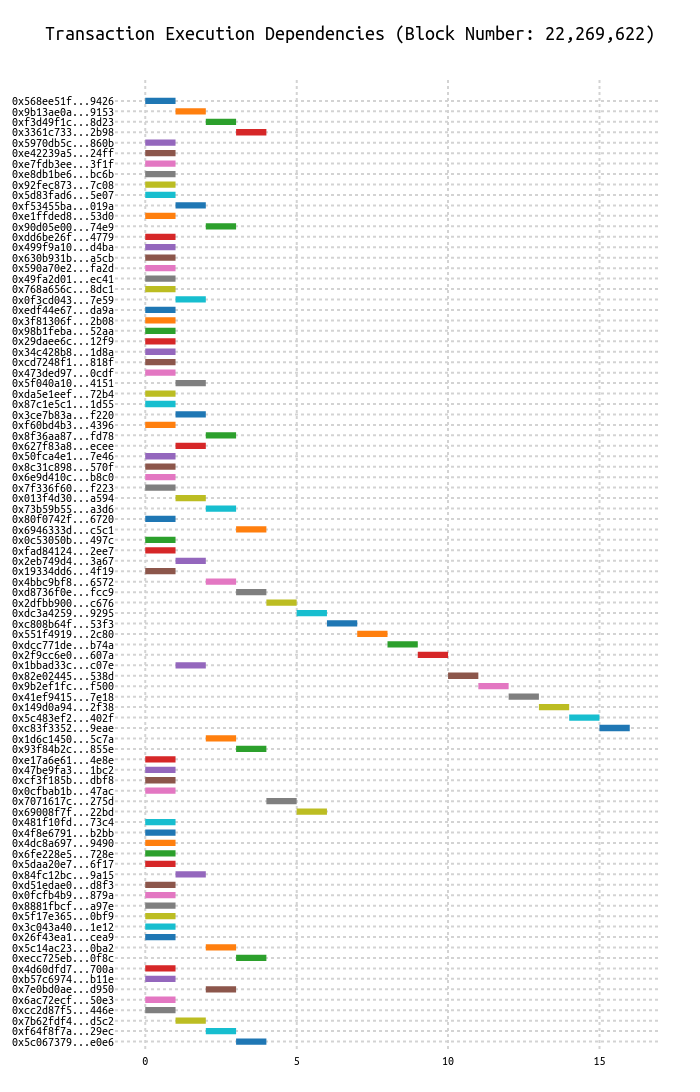 Transaction Execution Dependencies (Block Number: 22,269,622)
0x568ee51f...9426
0x9b13ae0a...9153
0xf3d49f1c...8d23
0x3361c733...2b98
0x5970db5c...860b
0xe42239a5...24ff
0xe7fdb3ee...3f1f
0xe8db1be6...bc6b
0x92fec873...7c08
0x5d83fad6...5e07
0xf53455ba...019a
0xe1ffded8...53d0
0x90d05e00...74e9
0xdd6be26f...4779
0x499f9a10...d4ba
0x630b931b...a5cb
0x590a70e2...fa2d
0x49fa2d01...ec41
0x768a656c...8dc1
0x0f3cd043...7e59
0xedf44e67...da9a
0x3f81306f...2b08
0x98b1feba...52aa
0x29daee6c...12f9
0x34c428b8...1d8a
0xcd7248f1...818f
0x473ded97...0cdf
0x5f040a10...4151
0xda5e1eef...72b4
0x87c1e5c1...1d55
0x3ce7b83a...f220
0xf60bd4b3...4396
0x8f36aa87...fd78
0x627f83a8...ecee
0x50fca4e1...7e46
0x8c31c898...570f
0x6e9d410c...b8c0
0x7f336f60...f223
0x013f4d30...a594
0x73b59b55...a3d6
0x80f0742f...6720
0x6946333d...c5c1
0x0c53050b...497c
0xfad84124...2ee7
0x2eb749d4...3a67
0x19334dd6...4f19
0x4bbc9bf8...6572
0xd8736f0e...fcc9
0x2dfbb900...c676
0xdc3a4259...9295
0xc808b64f...53f3
0x551f4919...2c80
0xdcc771de...b74a
0x2f9cc6e0...607a
0x1bbad33c...c07e
0x82e02445...538d
0x9b2ef1fc...f500
0x41ef9415...7e18
0x149d0a94...2f38
0x5c483ef2...402f
0xc83f3352...9eae
0x1d6c1450...5c7a
0x93f84b2c...855e
0xe17a6e61...4e8e
0x47be9fa3...1bc2
0xcf3f185b...dbf8
0x0cfbab1b...47ac
0x7071617c...275d
0x69008f7f...22bd
0x481f10fd...73c4
0x4f8e6791...b2bb
0x4dc8a697...9490
0x6fe228e5...728e
0x5daa20e7...6f17
0x84fc12bc...9a15
0xd51edae0...d8f3
0x0fcfb4b9...879a
0x8881fbcf...a97e
0x5f17e365...0bf9
0x3c043a40...1e12
0x26f43ea1...cea9
0x5c14ac23...0ba2
0xecc725eb...0f8c
0x4d60dfd7...700a
0xb57c6974...b11e
0x7e0bd0ae...d950
0x6ac72ecf...50e3
0xcc2d87f5...446e
0x7b62fdf4...d5c2
0xf64f8f7a...29ec
0x5c067379...e0e6
0 5 10 15